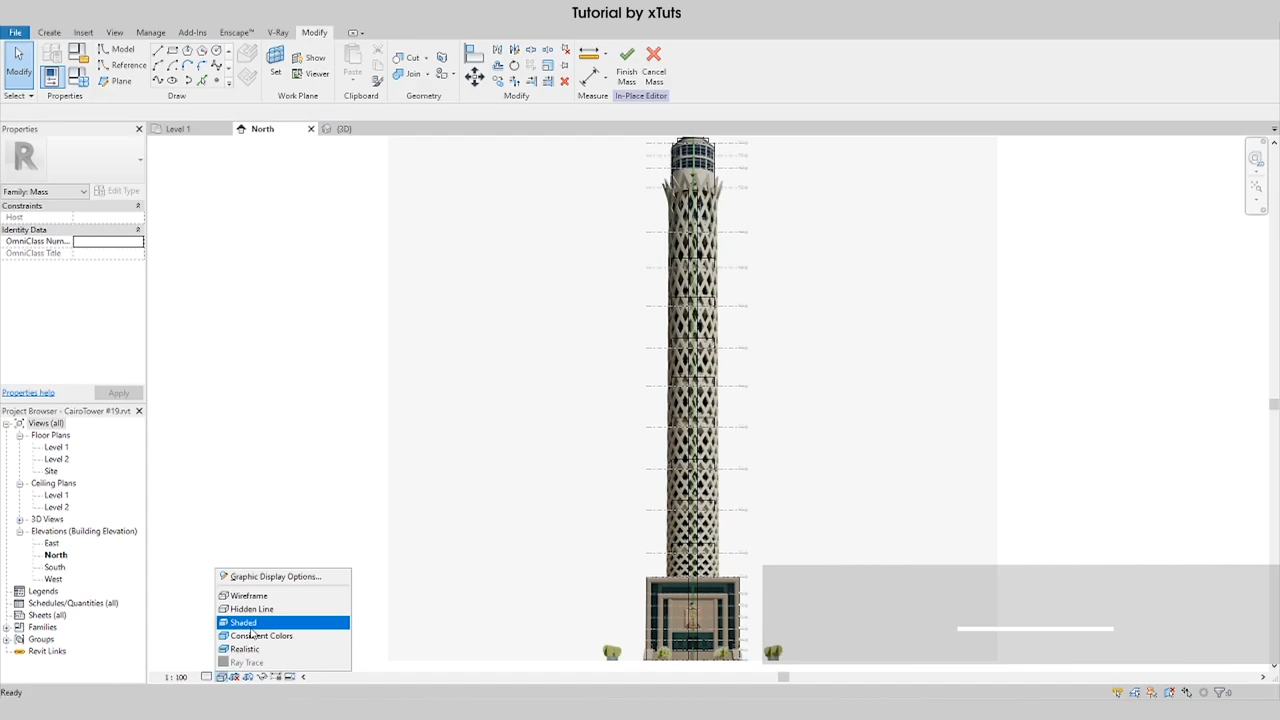 Tutorial by xTuts
File Create Insert View Manage Add-Ins Enscape™ V-Ray Modify
Model
Reference
Plane
Show
Viewer
Cut
Join
Modify
Set
Paste
Finish Mass
Cancel Mass
Select Properties Draw Work Plane Clipboard Geometry Modify Measure In-Place Editor
Properties
Level 1
North
{3D}
R
Family: Mass
Edit Type
Constraints
Host
Identity Data
OmniClass Num...
OmniClass Title
Properties help
Apply
Project Browser - CairoTower #19.rvt
Views (all)
Floor Plans
Level 1
Level 2
Site
Ceiling Plans
Level 1
Level 2
3D Views
Elevations (Building Elevation)
East
North
South
West
Legends
Schedules/Quantities (all)
Sheets (all)
Families
Groups
Revit Links
Graphic Display Options...
Wireframe
Hidden Line
Shaded
Consistent Colors
Realistic
Ray Trace
1 : 100
Ready
:0